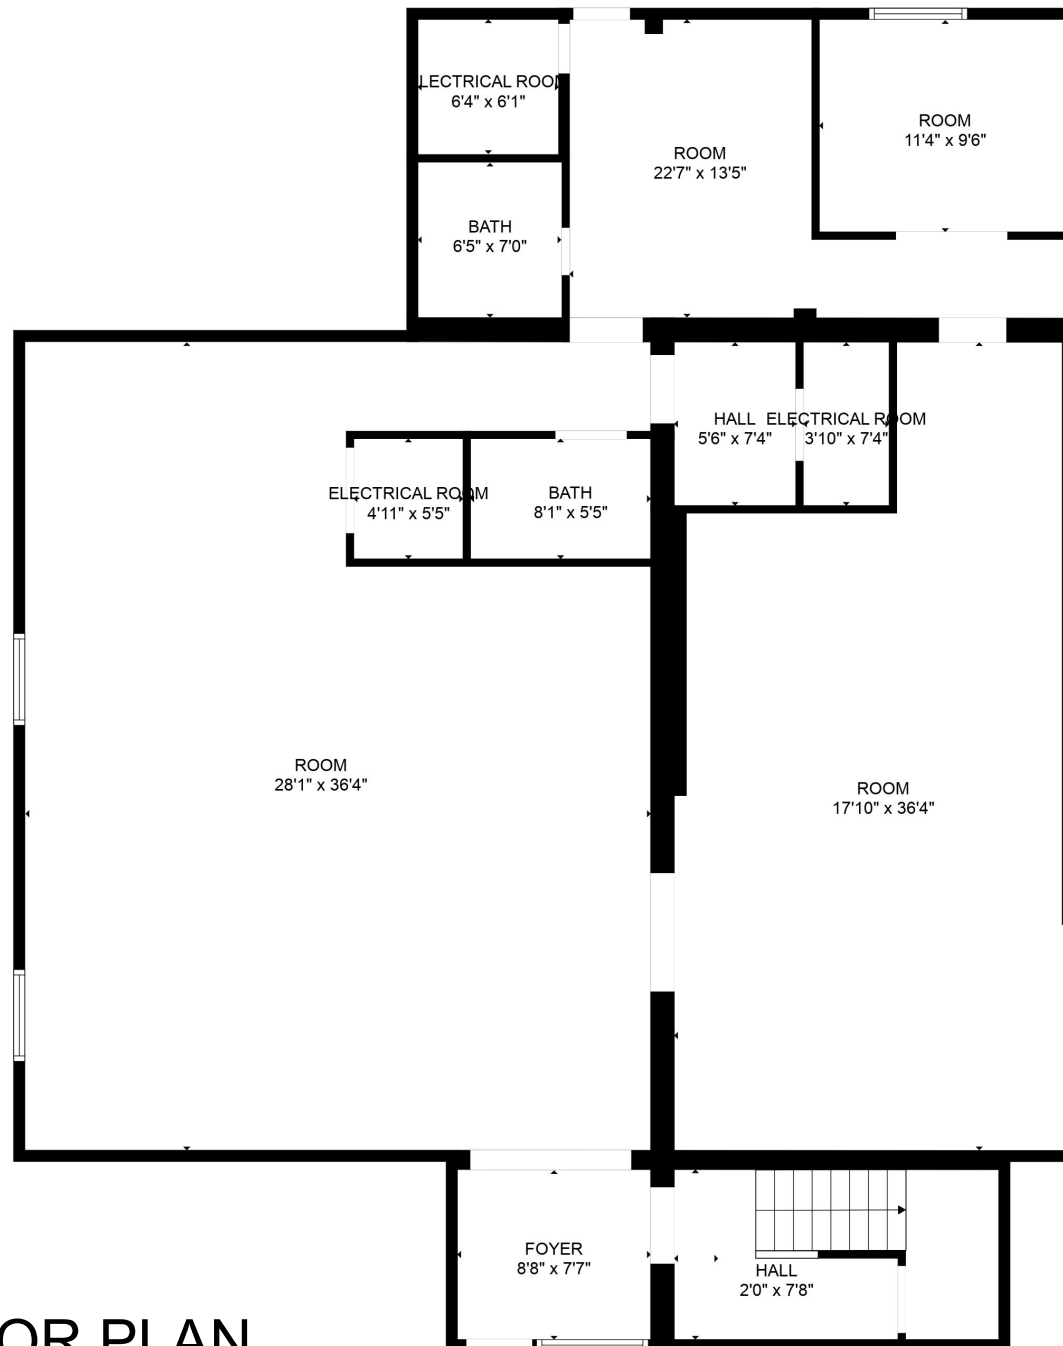 LECTRICAL ROOM
6'4" x 6'1"
ROOM
11'4" x 9'6"
ROOM
22'7" x 13'5"
BATH
6'5" x 7'0"
HALL
5'6" x 7'4"
ELECTRICAL ROOM
3'10" x 7'4"
ELECTRICAL ROOM
4'11" x 5'5"
BATH
8'1" x 5'5"
ROOM
28'1" x 36'4"
ROOM
17'10" x 36'4"
FOYER
8'8" x 7'7"
HALL
2'0" x 7'8"
OR PLAN